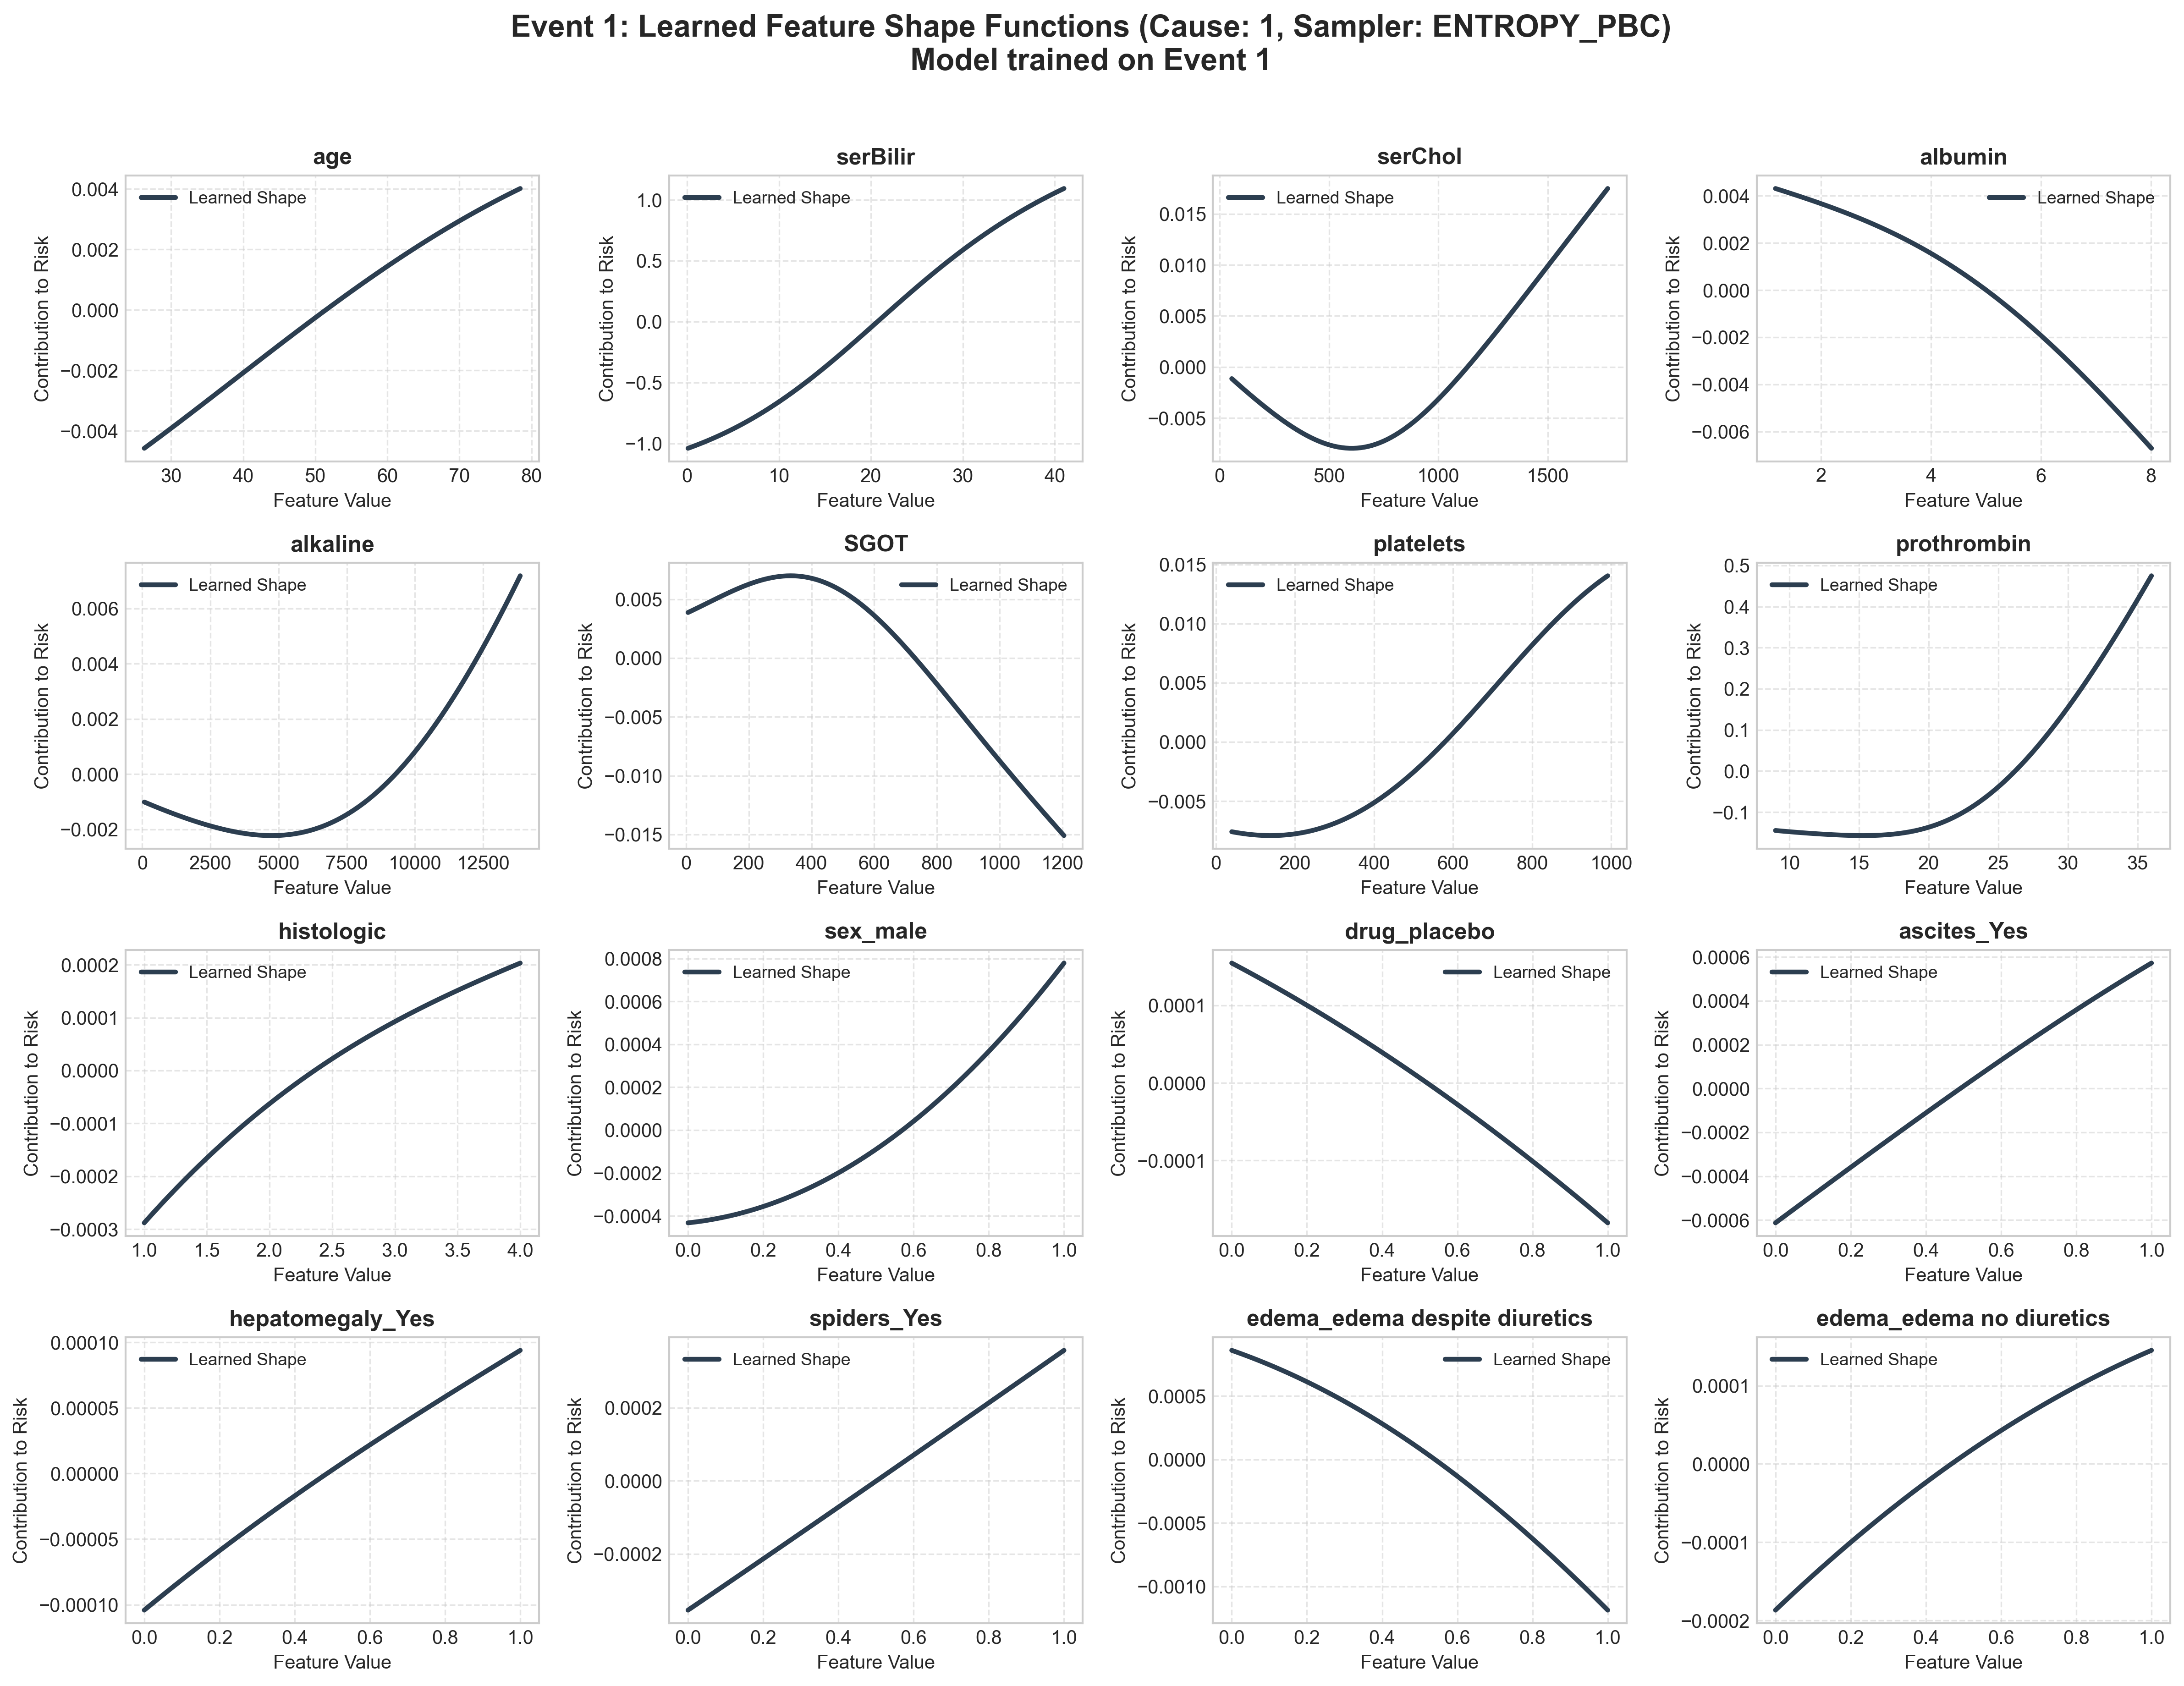 Event 1: Learned Feature Shape Functions (Cause: 1, Sampler: ENTROPY_PBC)
Model trained on Event 1
age
Learned Shape
Contribution to Risk
0.004
0.002
0.000
−0.002
−0.004
30 40 50 60 70 80
Feature Value
serBilir
Learned Shape
Contribution to Risk
1.0
0.5
0.0
−0.5
−1.0
0 10 20 30 40
Feature Value
serChol
Learned Shape
Contribution to Risk
0.015
0.010
0.005
0.000
−0.005
0 500 1000 1500
Feature Value
albumin
Learned Shape
Contribution to Risk
0.004
0.002
0.000
−0.002
−0.004
−0.006
2 4 6 8
Feature Value
alkaline
Learned Shape
Contribution to Risk
0.006
0.004
0.002
0.000
−0.002
0 2500 5000 7500 10000 12500
Feature Value
SGOT
Learned Shape
Contribution to Risk
0.005
0.000
−0.005
−0.010
−0.015
0 200 400 600 800 1000 1200
Feature Value
platelets
Learned Shape
Contribution to Risk
0.015
0.010
0.005
0.000
−0.005
0 200 400 600 800 1000
Feature Value
prothrombin
Learned Shape
Contribution to Risk
0.5
0.4
0.3
0.2
0.1
0.0
−0.1
10 15 20 25 30 35
Feature Value
histologic
Learned Shape
Contribution to Risk
0.0002
0.0001
0.0000
−0.0001
−0.0002
−0.0003
1.0 1.5 2.0 2.5 3.0 3.5 4.0
Feature Value
sex_male
Learned Shape
Contribution to Risk
0.0008
0.0006
0.0004
0.0002
0.0000
−0.0002
−0.0004
0.0 0.2 0.4 0.6 0.8 1.0
Feature Value
drug_placebo
Learned Shape
Contribution to Risk
0.0001
0.0000
−0.0001
0.0 0.2 0.4 0.6 0.8 1.0
Feature Value
ascites_Yes
Learned Shape
Contribution to Risk
0.0006
0.0004
0.0002
0.0000
−0.0002
−0.0004
−0.0006
0.0 0.2 0.4 0.6 0.8 1.0
Feature Value
hepatomegaly_Yes
Learned Shape
Contribution to Risk
0.00010
0.00005
0.00000
−0.00005
−0.00010
0.0 0.2 0.4 0.6 0.8 1.0
Feature Value
spiders_Yes
Learned Shape
Contribution to Risk
0.0002
0.0000
−0.0002
0.0 0.2 0.4 0.6 0.8 1.0
Feature Value
edema_edema despite diuretics
Learned Shape
Contribution to Risk
0.0005
0.0000
−0.0005
−0.0010
0.0 0.2 0.4 0.6 0.8 1.0
Feature Value
edema_edema no diuretics
Learned Shape
Contribution to Risk
0.0001
0.0000
−0.0001
−0.0002
0.0 0.2 0.4 0.6 0.8 1.0
Feature Value